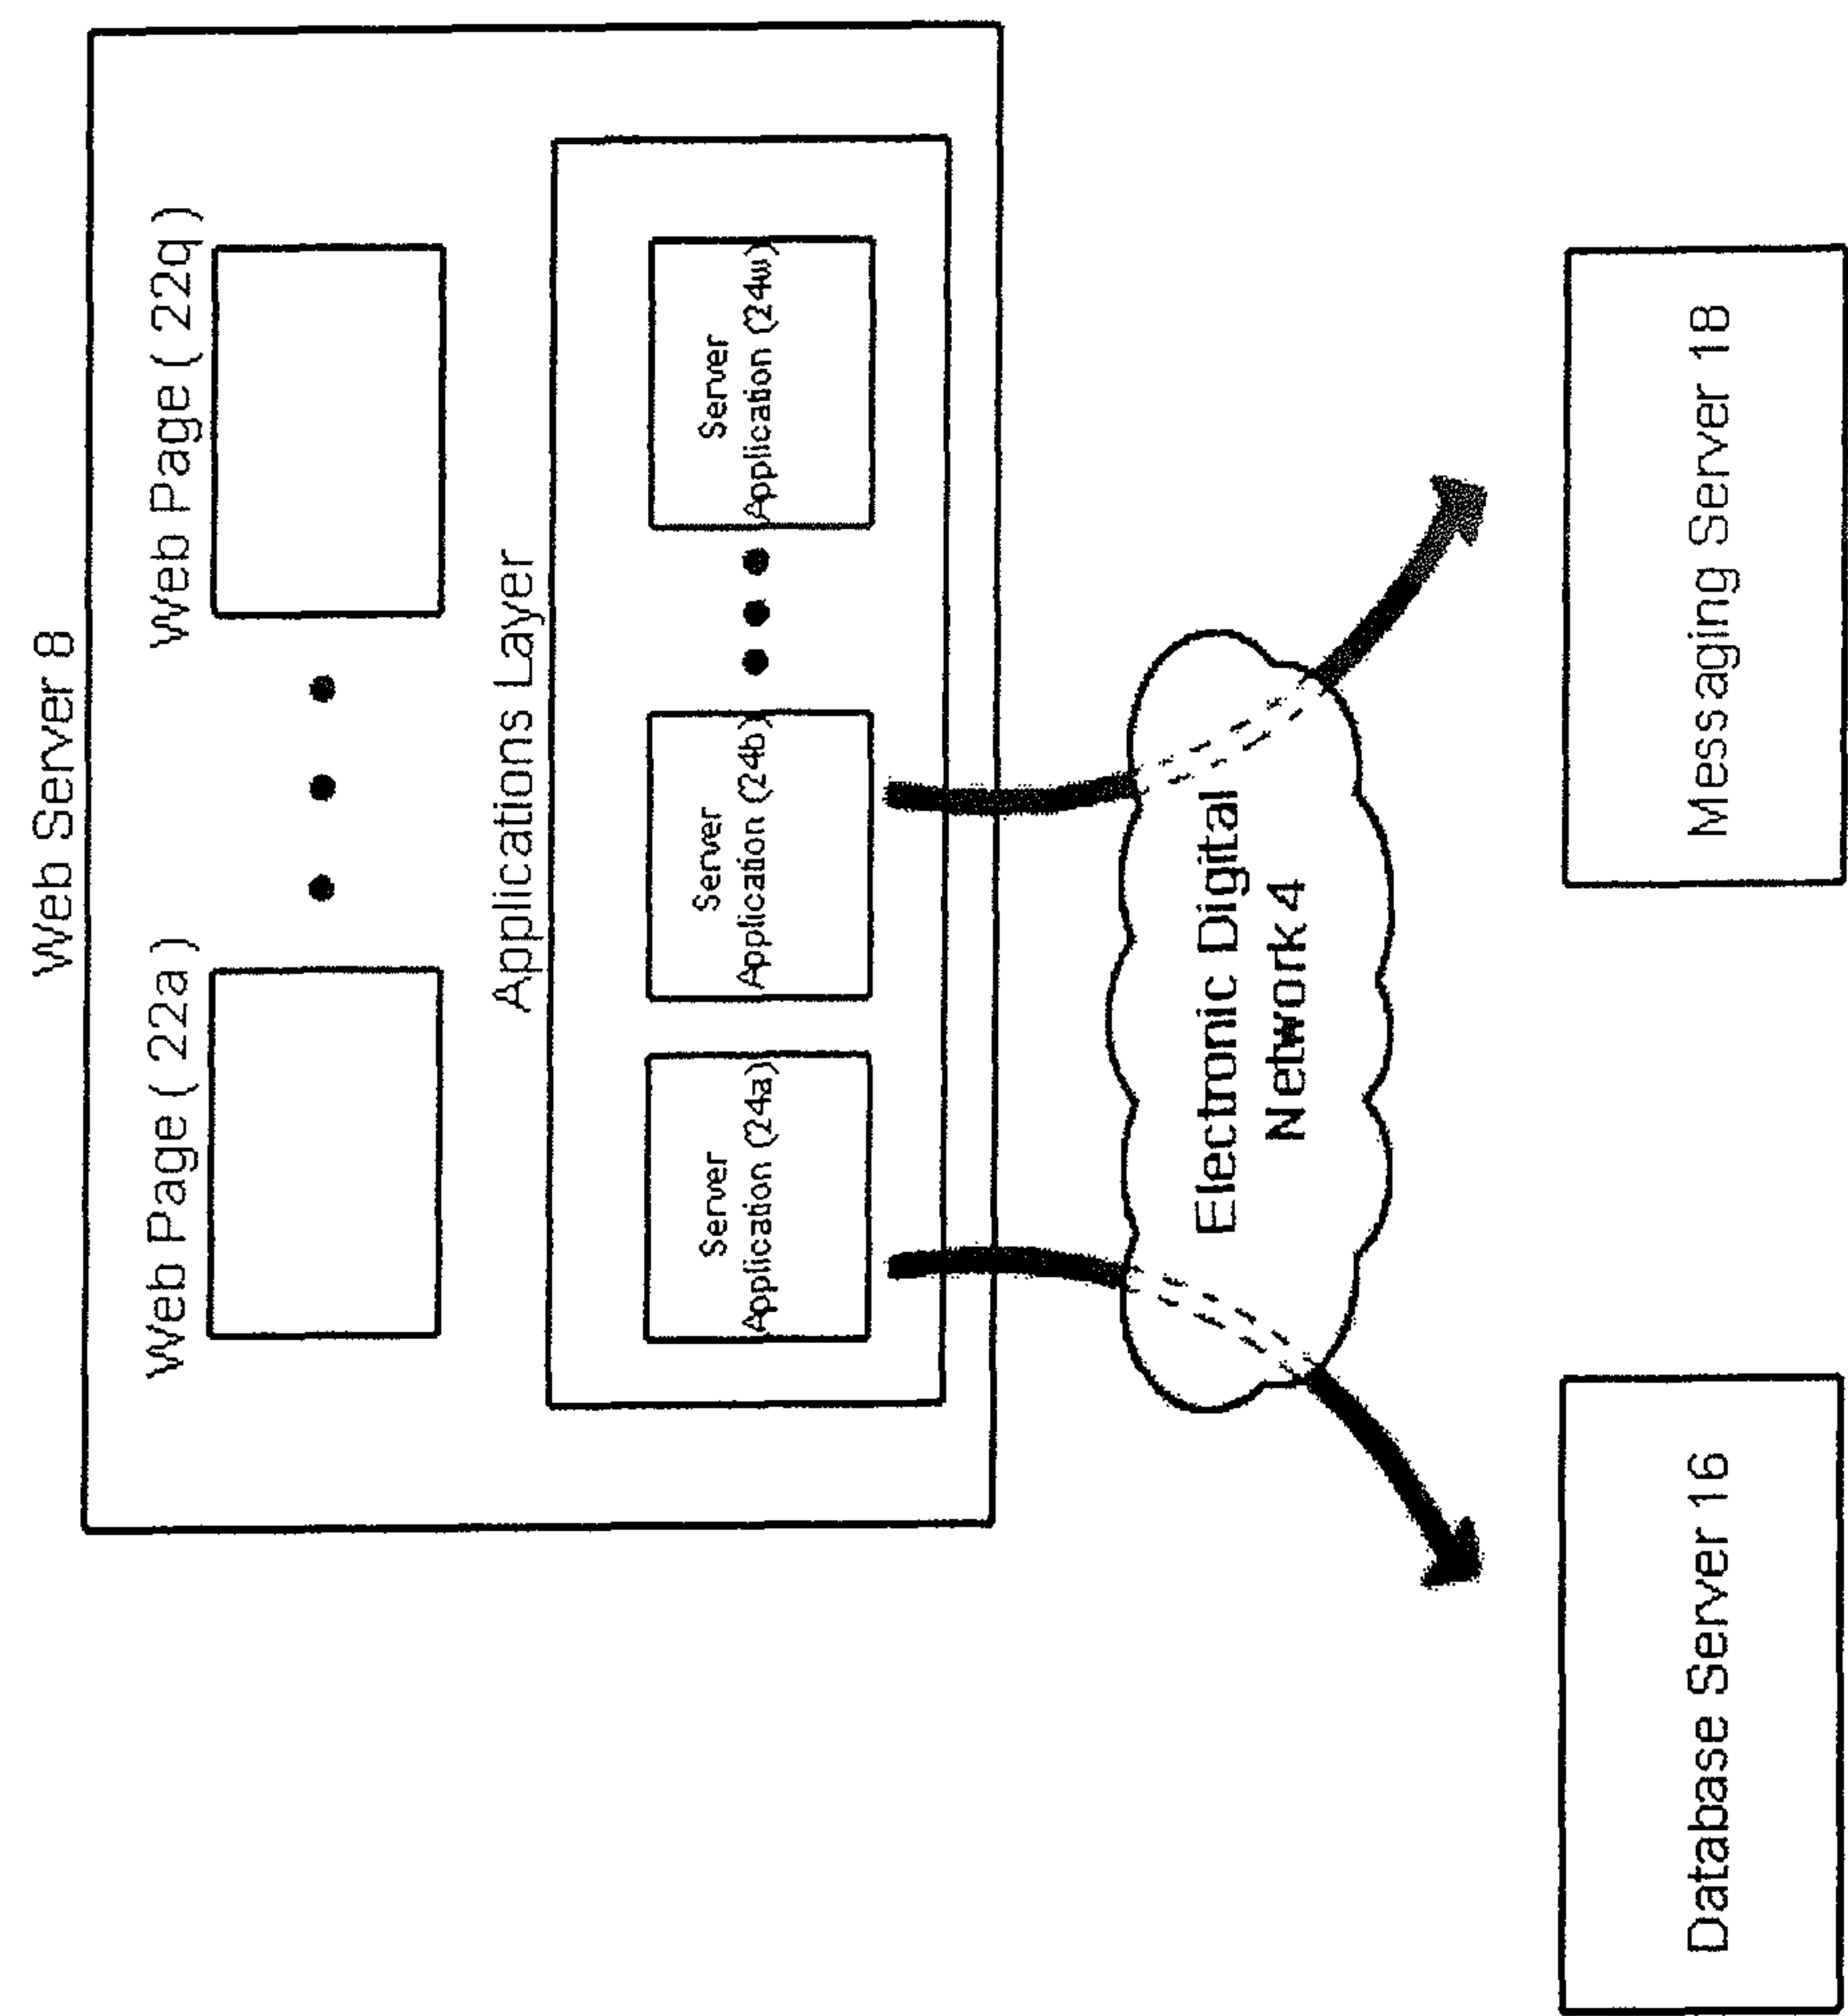 Web Server 8
Web Page ( 22a )
Web Page ( 22q )
Applications Layer
Server
Application (24a)
Server
Application (24b)
Server
Application (24w)
Electronic Digital
Network 4
Database Server 16
Messaging Server 18